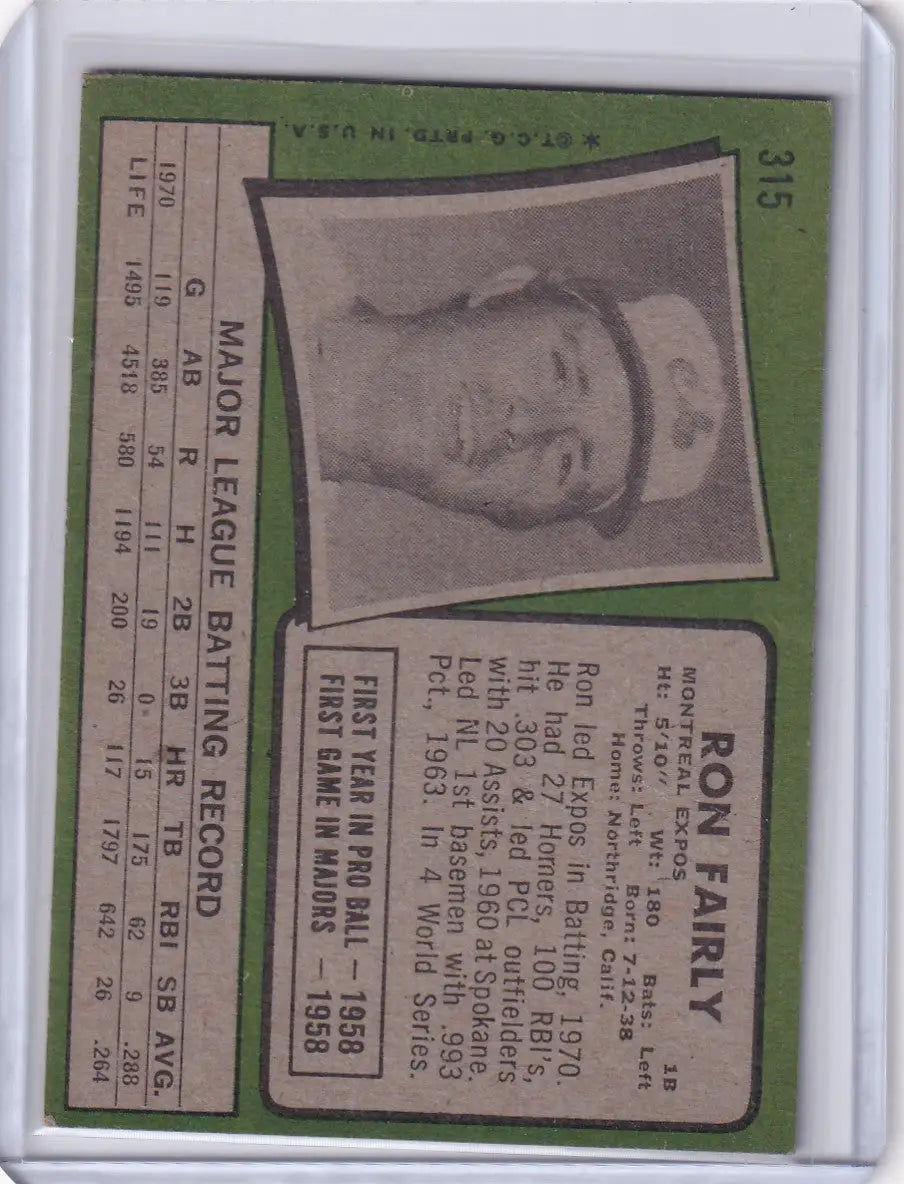 315
* ©T.C.G. PRTD. IN U.S.A.
RON FAIRLY
1B
MONTREAL EXPOS
Ht: 5'10" Wt: 180 Bats: Left
Throws: Left Born: 7-12-38
Home: Northridge, Calif.
Ron led Expos in Batting, 1970.
He had 27 Homers, 100 RBI's,
hit .303 & led PCL outfielders
with 20 Assists, 1960 at Spokane.
Led NL 1st basemen with .993
Pct., 1963. In 4 World Series.
FIRST YEAR IN PRO BALL — 1958
FIRST GAME IN MAJORS — 1958
MAJOR LEAGUE BATTING RECORD
G AB R H 2B 3B HR TB RBI SB AVG.
1970 119 385 54 111 19 0 15 175 62 9 .288
LIFE 1495 4518 580 1194 200 26 117 1797 642 26 .264